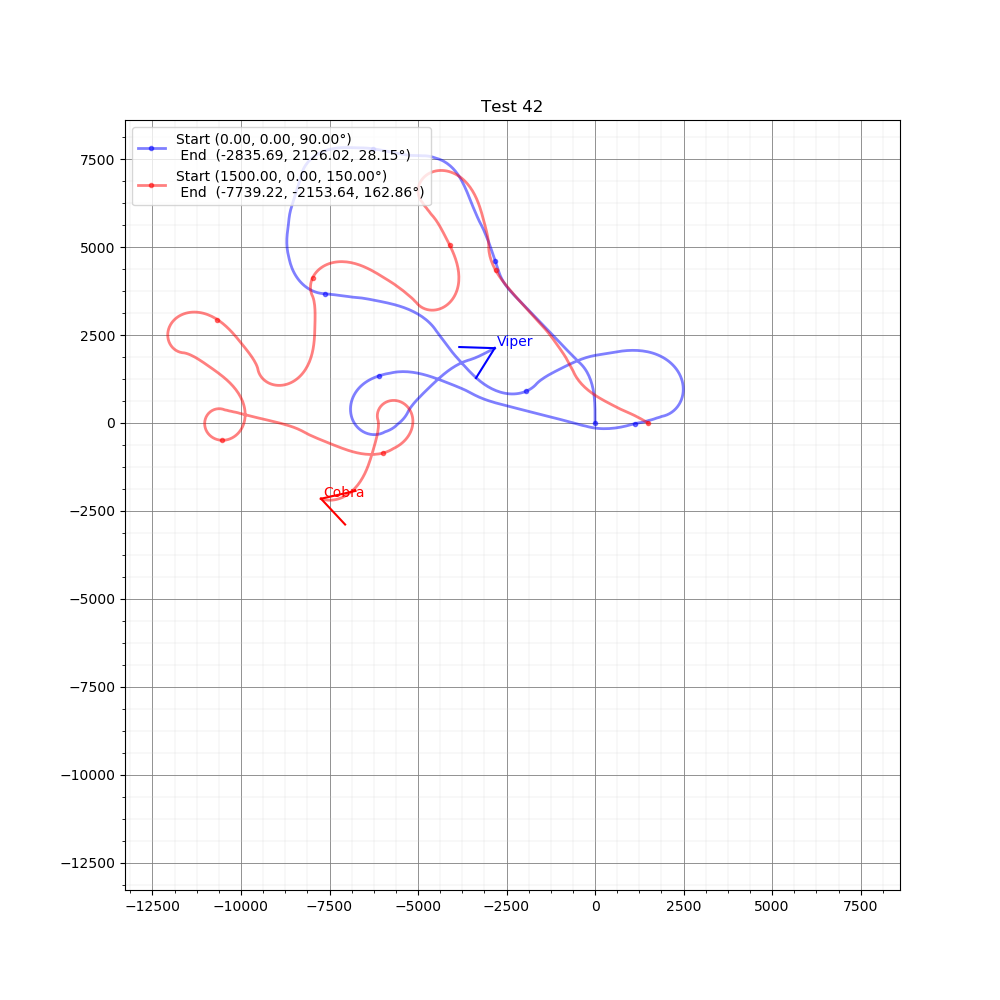 Test 42
Start (0.00, 0.00, 90.00°)
End  (-2835.69, 2126.02, 28.15°)
Start (1500.00, 0.00, 150.00°)
End  (-7739.22, -2153.64, 162.86°)
7500
5000
2500
0
−2500
−5000
−7500
−10000
−12500
Viper
Cobra
−12500 −10000 −7500 −5000 −2500 0 2500 5000 7500